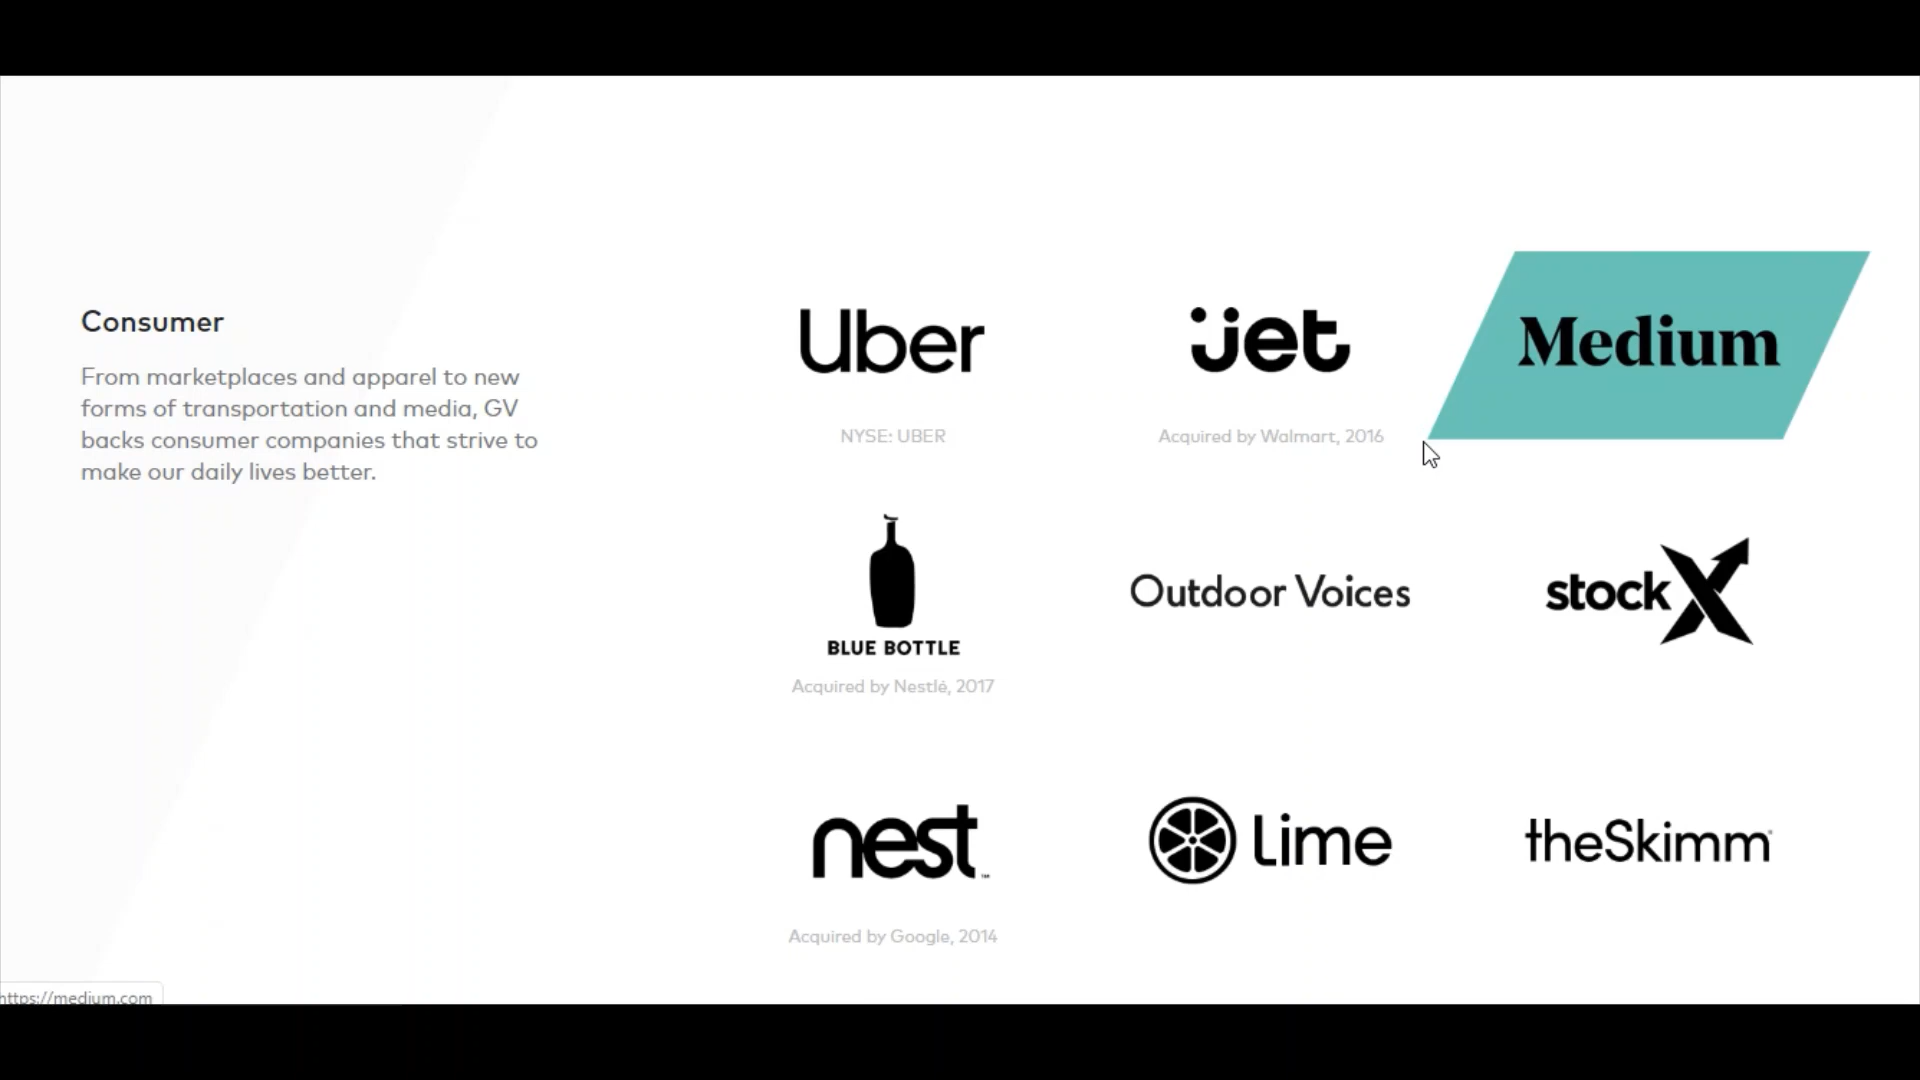 Consumer
From marketplaces and apparel to new
forms of transportation and media, GV
backs consumer companies that strive to
make our daily lives better.
Uber
jet
Medium
NYSE: UBER
Acquired by Walmart, 2016
BLUE BOTTLE
Outdoor Voices
stockX
Acquired by Nestlé, 2017
nest™
Lime
theSkimm
Acquired by Google, 2014
https://medium.com